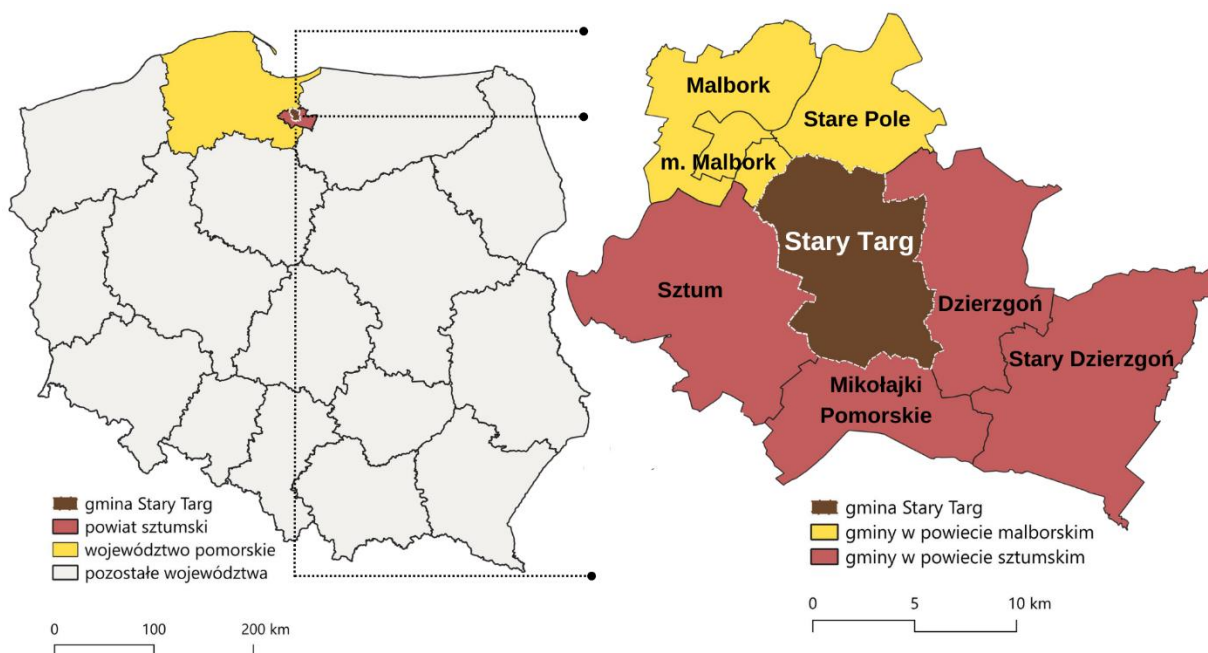 gmina Stary Targ
powiat sztumski
województwo pomorskie
pozostałe województwa
0 100 200 km
Malbork
Stare Pole
m. Malbork
Stary Targ
Sztum
Dzierzgoń
Stary Dzierzgoń
Mikołajki
Pomorskie
gmina Stary Targ
gminy w powiecie malborskim
gminy w powiecie sztumskim
0 5 10 km